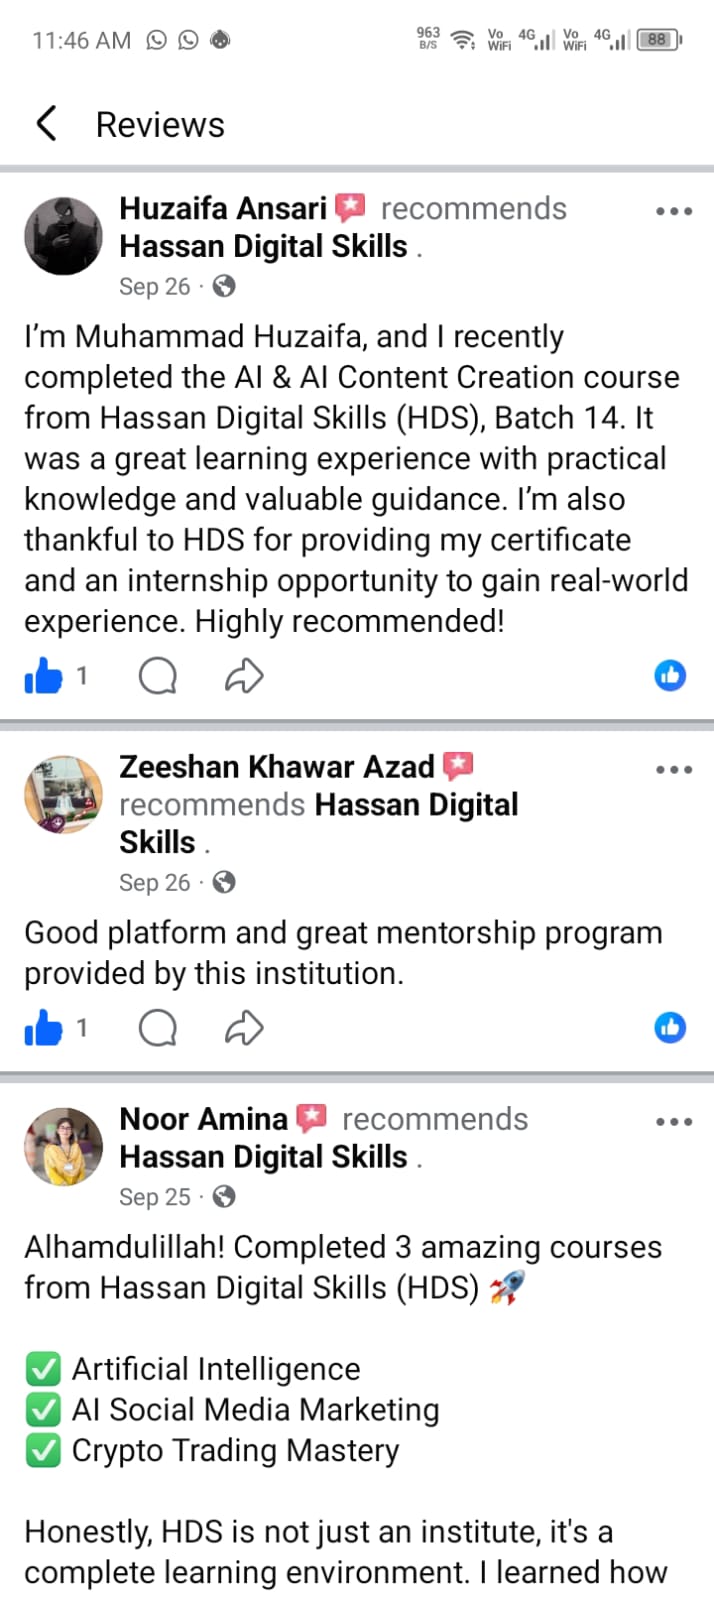 11:46 AM
963 B/S Vo WiFi 4G Vo WiFi 4G 88
Reviews
Huzaifa Ansari recommends
Hassan Digital Skills .
Sep 26 ·
I’m Muhammad Huzaifa, and I recently
completed the AI & AI Content Creation course
from Hassan Digital Skills (HDS), Batch 14. It
was a great learning experience with practical
knowledge and valuable guidance. I’m also
thankful to HDS for providing my certificate
and an internship opportunity to gain real-world
experience. Highly recommended!
1
Zeeshan Khawar Azad
recommends Hassan Digital
Skills .
Sep 26 ·
Good platform and great mentorship program
provided by this institution.
1
Noor Amina recommends
Hassan Digital Skills .
Sep 25 ·
Alhamdulillah! Completed 3 amazing courses
from Hassan Digital Skills (HDS) 🚀
✅ Artificial Intelligence
✅ AI Social Media Marketing
✅ Crypto Trading Mastery
Honestly, HDS is not just an institute, it's a
complete learning environment. I learned how